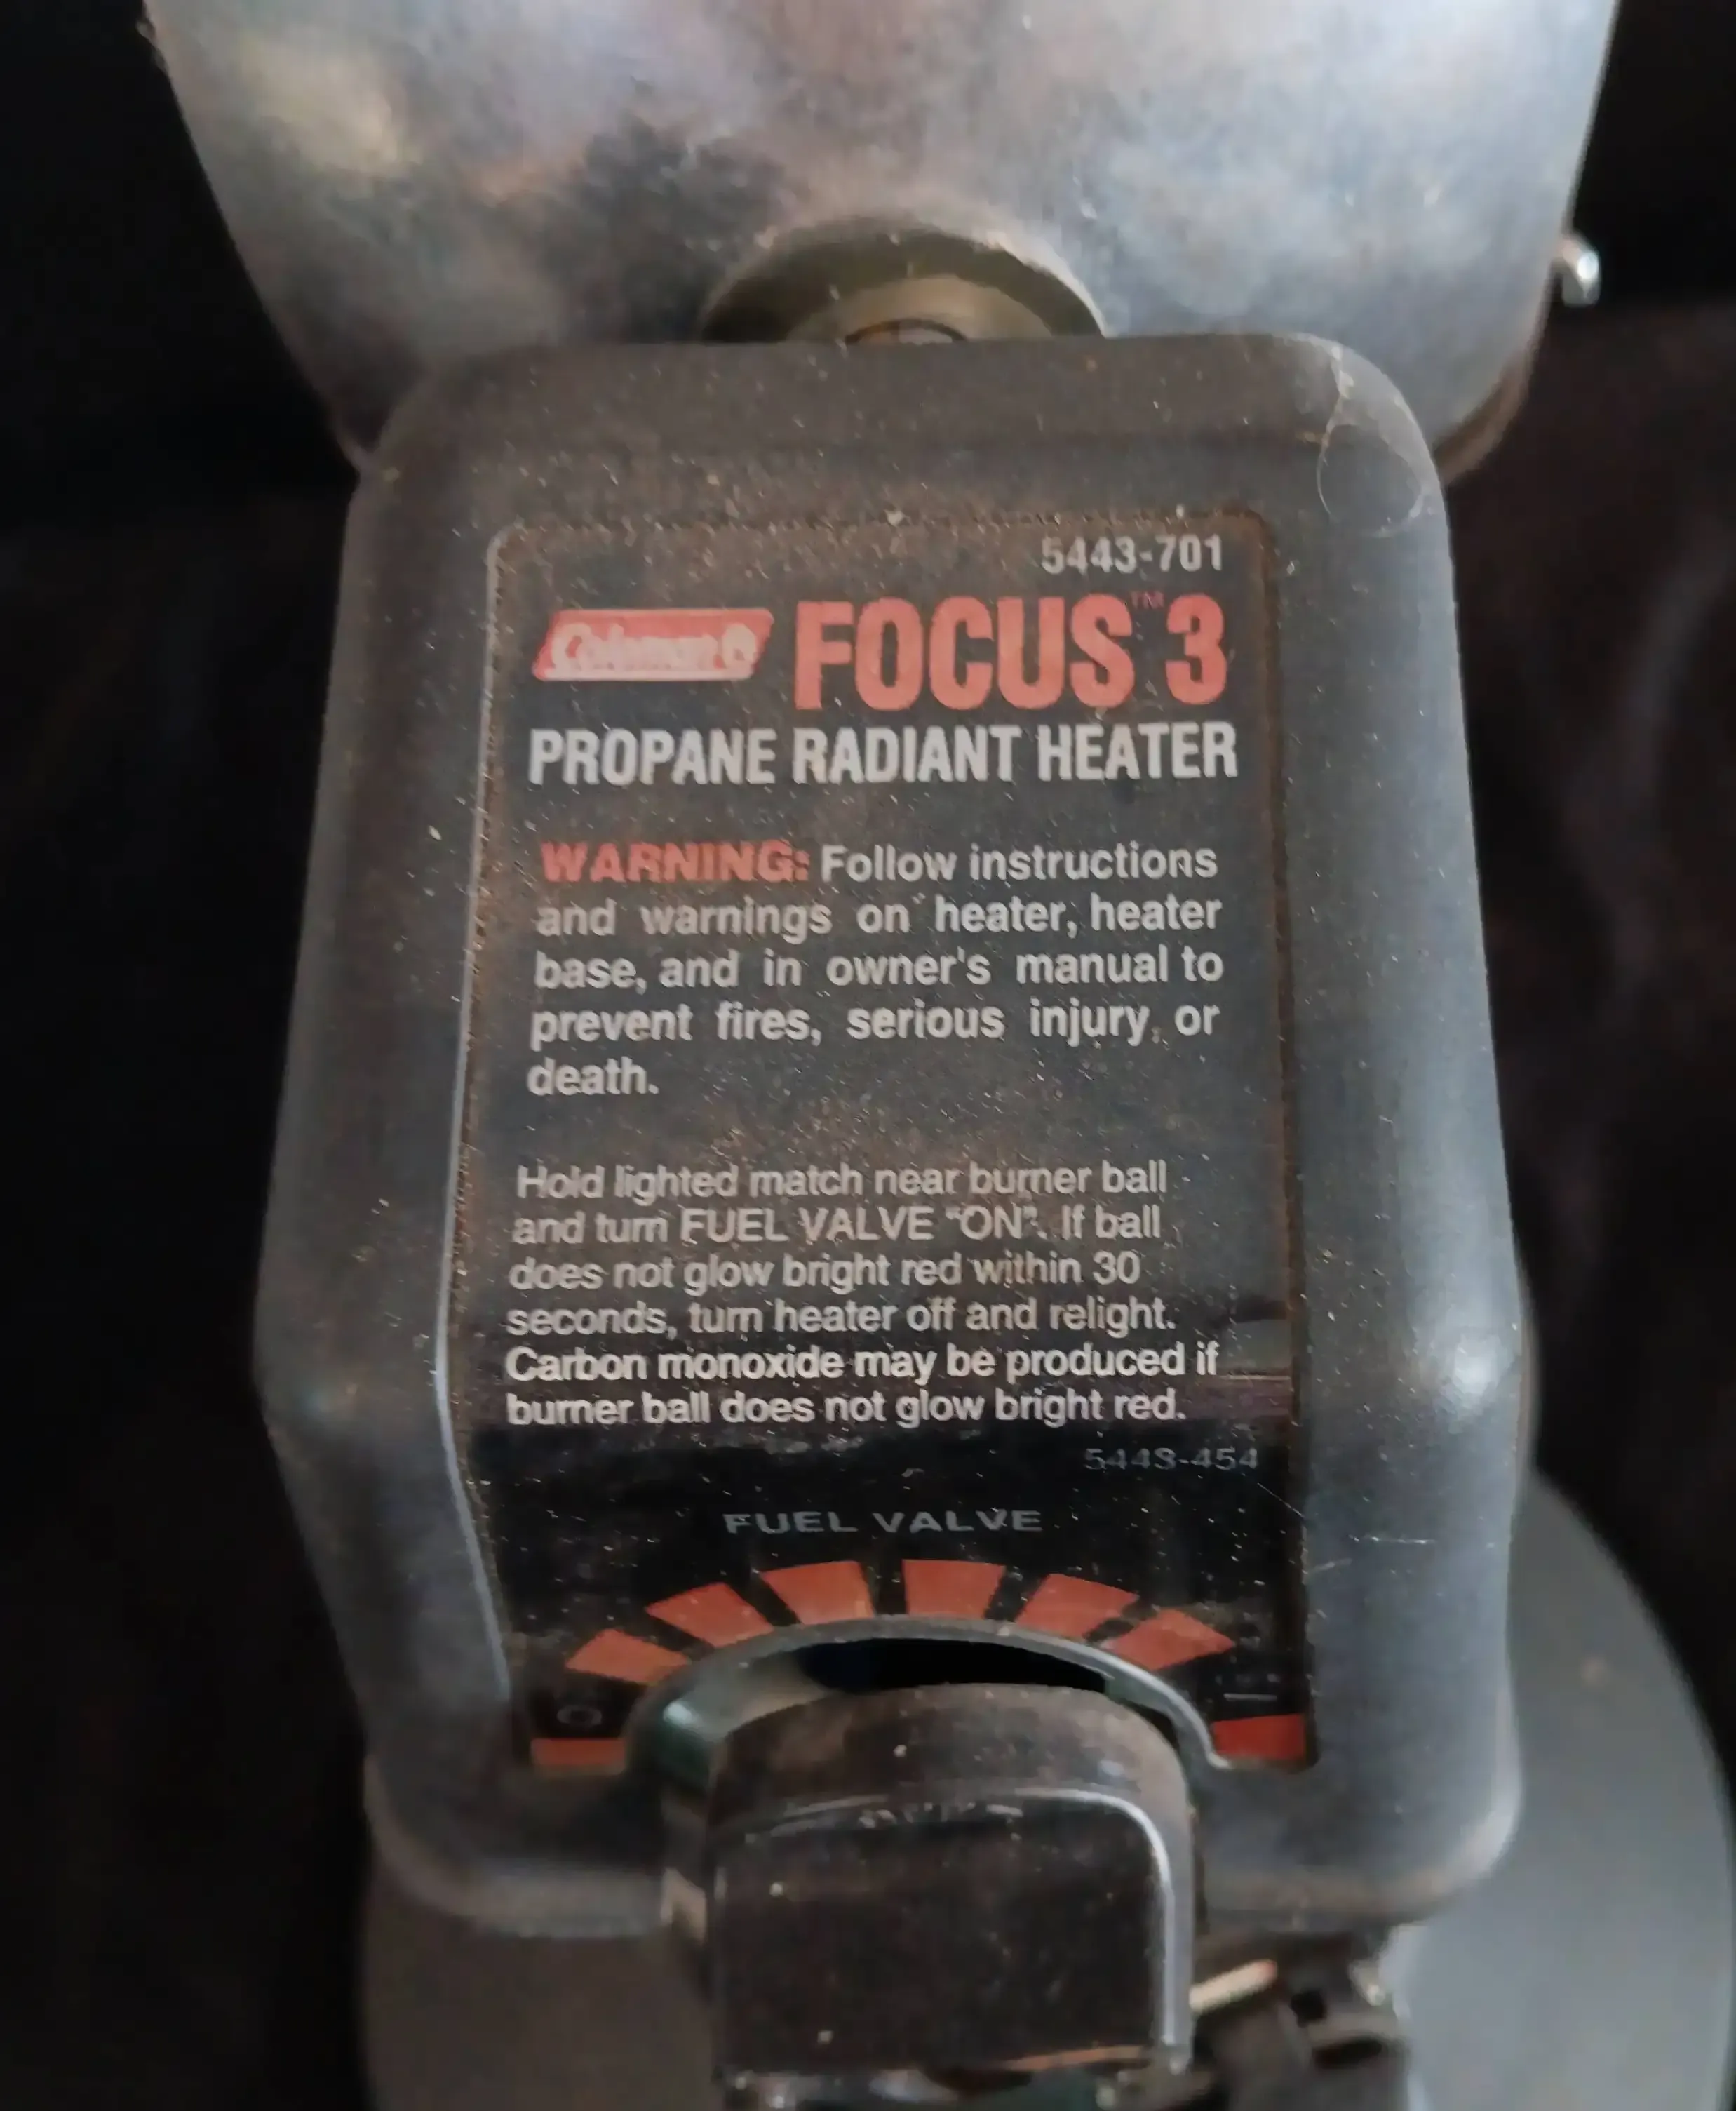 5443-701
Coleman FOCUS™ 3
PROPANE RADIANT HEATER
WARNING: Follow instructions
and warnings on heater, heater
base, and in owner's manual to
prevent fires, serious injury, or
death.
Hold lighted match near burner ball
and turn FUEL VALVE "ON". If ball
does not glow bright red within 30
seconds, turn heater off and relight.
Carbon monoxide may be produced if
burner ball does not glow bright red.
5443-454
FUEL VALVE